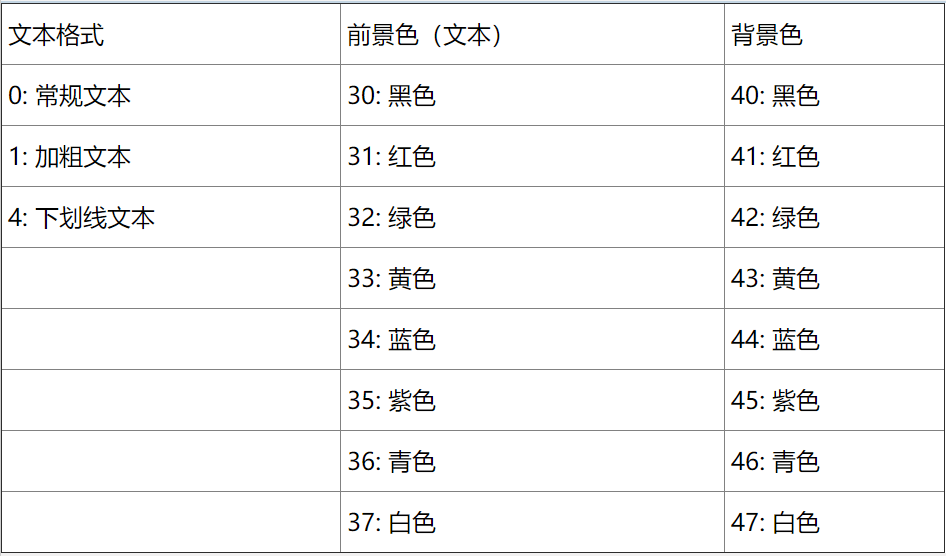 文本格式 前景色（文本） 背景色
0: 常规文本 30: 黑色 40: 黑色
1: 加粗文本 31: 红色 41: 红色
4: 下划线文本 32: 绿色 42: 绿色
33: 黄色 43: 黄色
34: 蓝色 44: 蓝色
35: 紫色 45: 紫色
36: 青色 46: 青色
37: 白色 47: 白色